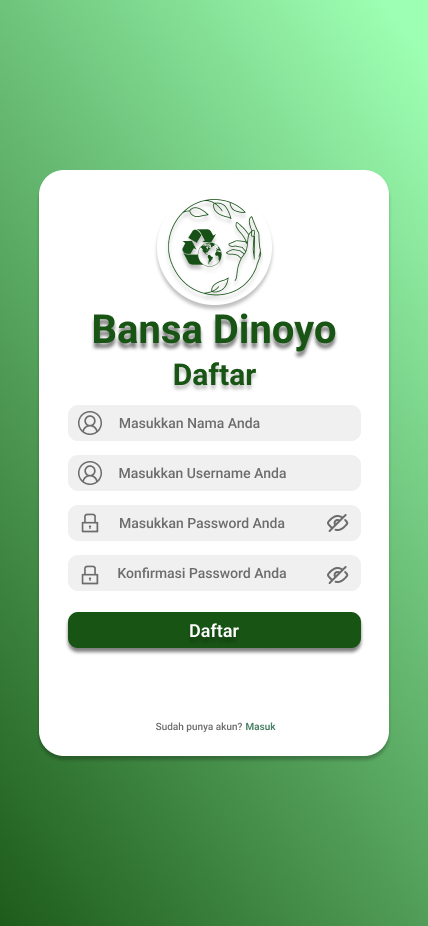 Bansa Dinoyo
Daftar
Masukkan Nama Anda
Masukkan Username Anda
Masukkan Password Anda
Konfirmasi Password Anda
Daftar
Sudah punya akun? Masuk